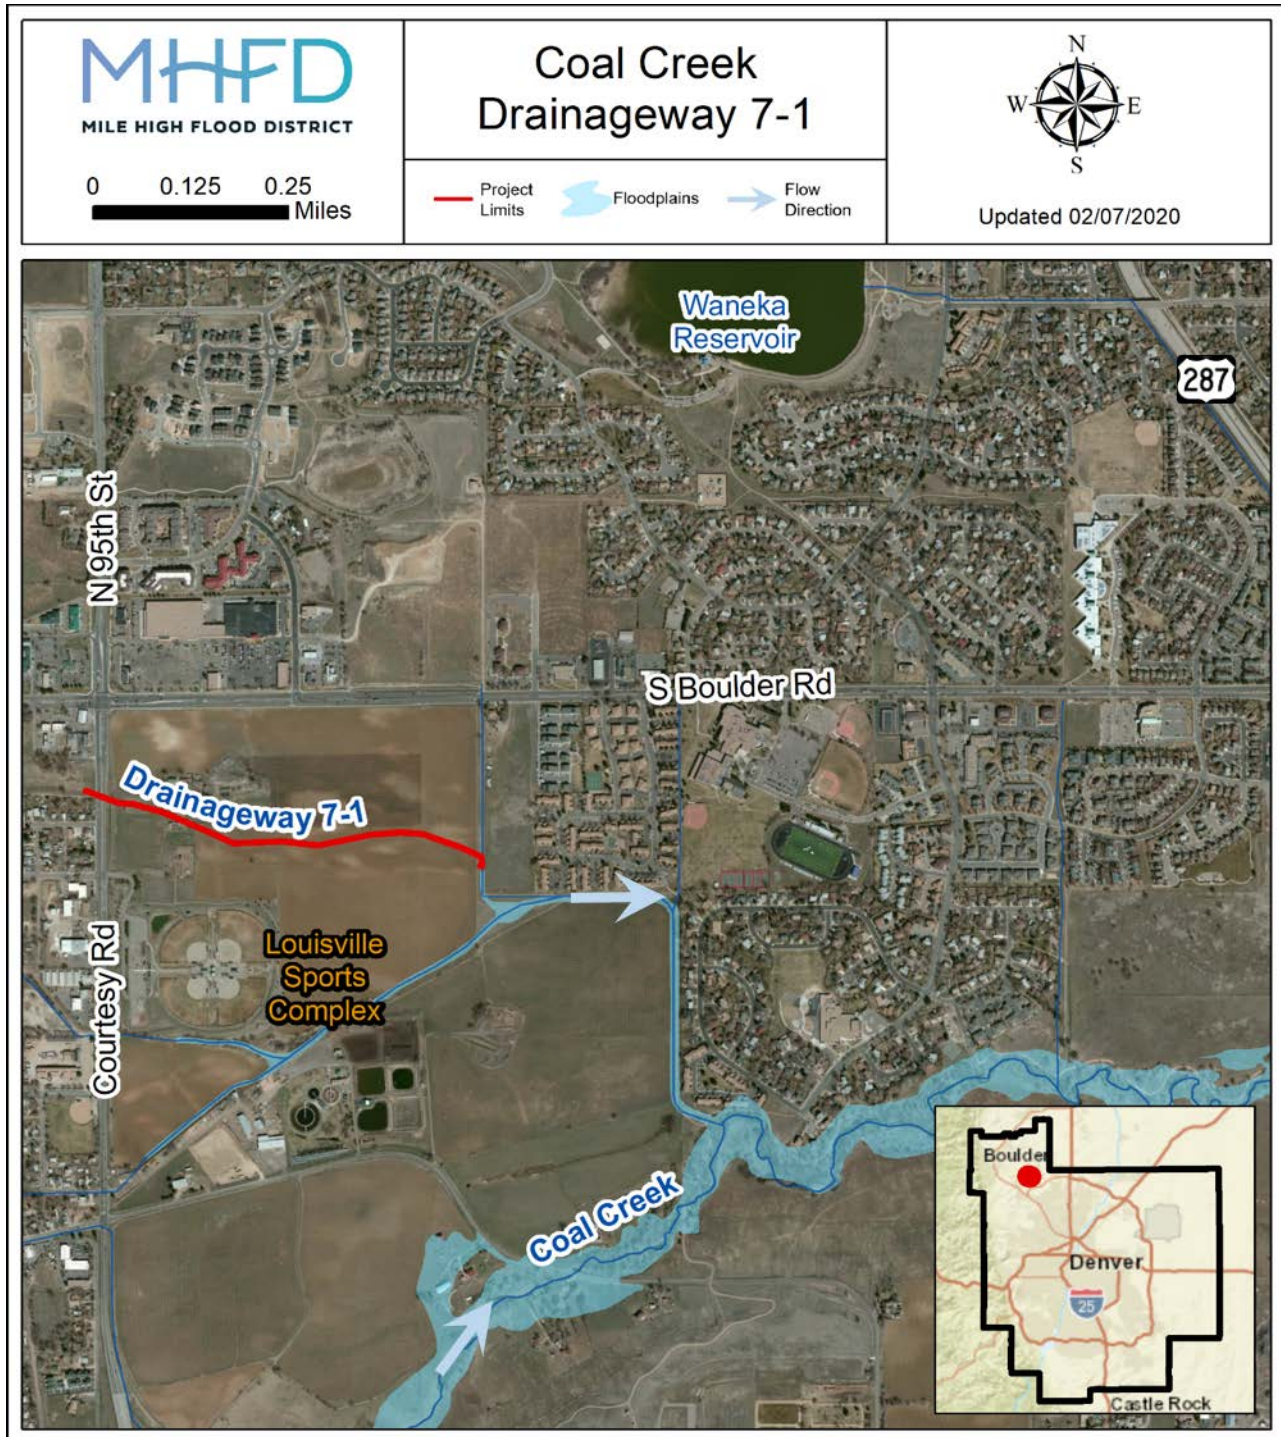 MHFD
MILE HIGH FLOOD DISTRICT
0 0.125 0.25
Miles
Coal Creek
Drainageway 7-1
Project
Limits
Floodplains
Flow
Direction
N
W E
S
Updated 02/07/2020
Waneka
Reservoir
287
N 95th St
S Boulder Rd
Drainageway 7-1
Louisville
Sports
Complex
Courtesy Rd
Coal Creek
Boulder
Denver
25
Castle Rock